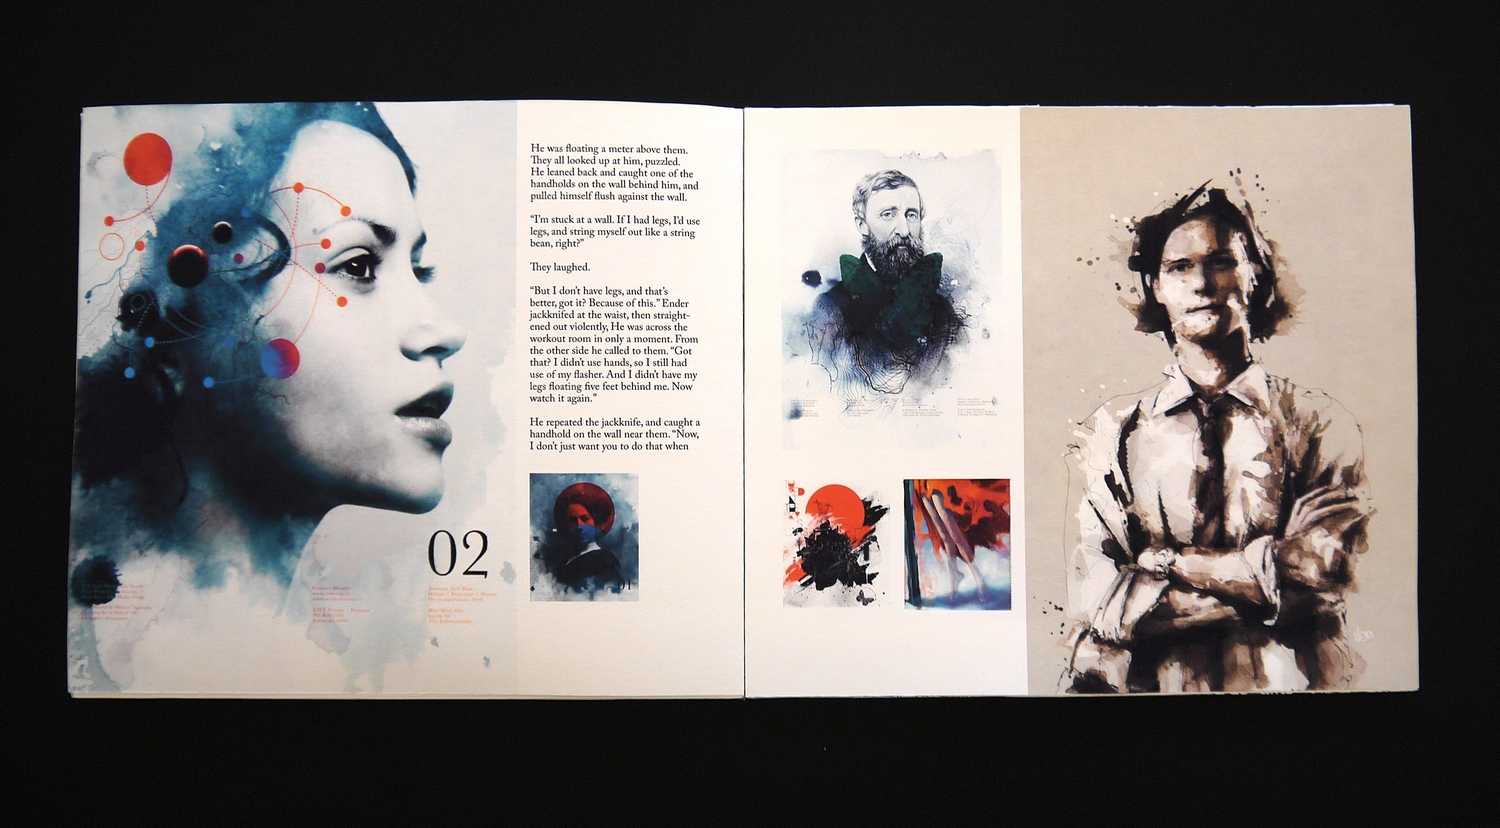 He was floating a meter above them.
They all looked up at him, puzzled.
He leaned back and caught one of the
handholds on the wall behind him, and
pulled himself flush against the wall.
“I’m stuck at a wall. If I had legs, I’d use
legs, and string myself out like a string
bean, right?”
They laughed.
“But I don’t have legs, and that’s
better, got it? Because of this.” Ender
jackknifed at the waist, then straight-
ened out violently, He was across the
workout room in only a moment. From
the other side he called to them. “Got
that? I didn’t use hands, so I still had
use of my flasher. And I didn’t have my
legs floating five feet behind me. Now
watch it again.”
He repeated the jackknife, and caught a
handhold on the wall near them. “Now,
I don’t just want you to do that when
02